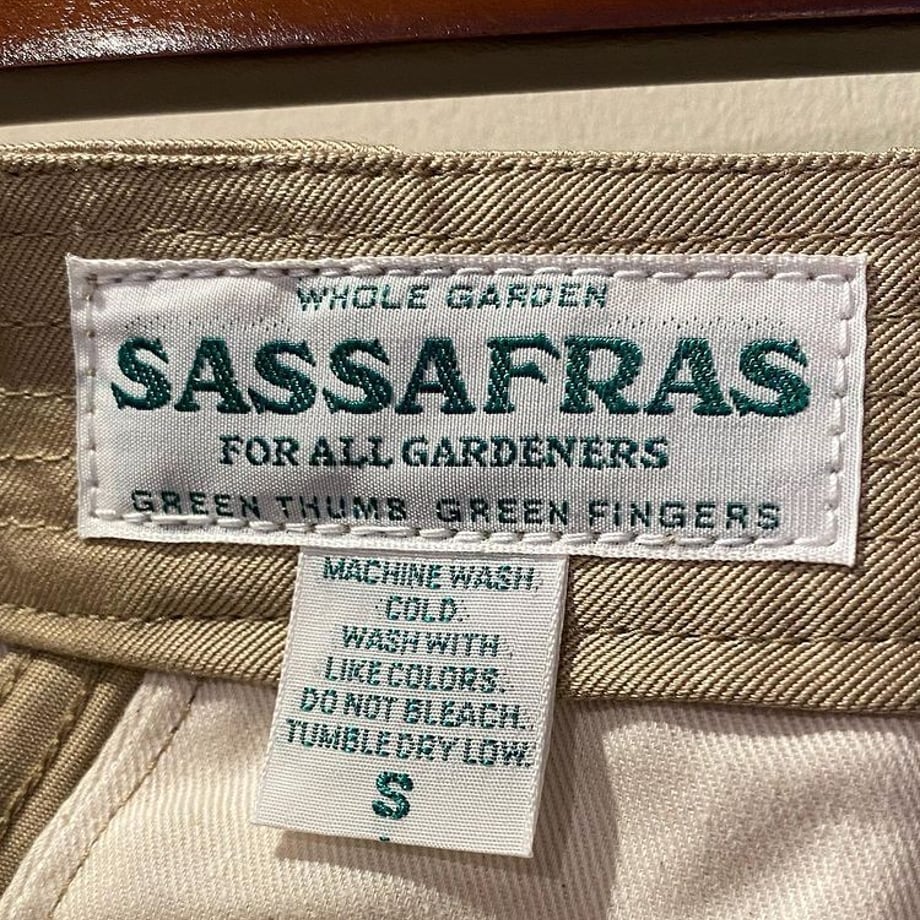 WHOLE GARDEN
SASSAFRAS
FOR ALL GARDENERS
GREEN THUMB GREEN FINGERS
MACHINE WASH.
COLD.
WASH WITH
LIKE COLORS.
DO NOT BLEACH.
TUMBLE DRY LOW.
S